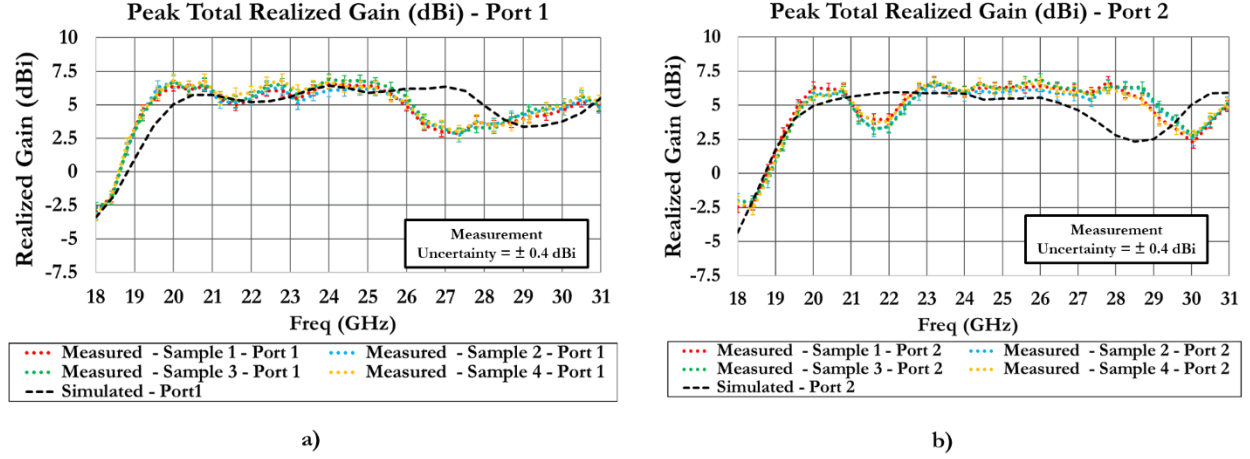 Peak Total Realized Gain (dBi) - Port 1
Realized Gain (dBi)
10
7.5
5
2.5
0
-2.5
-5
-7.5
Measurement
Uncertainty = ± 0.4 dBi
18 19 20 21 22 23 24 25 26 27 28 29 30 31
Freq (GHz)
Measured - Sample 1 - Port 1
Measured - Sample 2 - Port 1
Measured - Sample 3 - Port 1
Measured - Sample 4 - Port 1
Simulated - Port1
a)
Peak Total Realized Gain (dBi) - Port 2
Realized Gain (dBi)
10
7.5
5
2.5
0
-2.5
-5
-7.5
Measurement
Uncertainty = ± 0.4 dBi
18 19 20 21 22 23 24 25 26 27 28 29 30 31
Freq (GHz)
Measured - Sample 1 - Port 2
Measured - Sample 2 - Port 2
Measured - Sample 3 - Port 2
Measured - Sample 4 - Port 2
Simulated - Port 2
b)